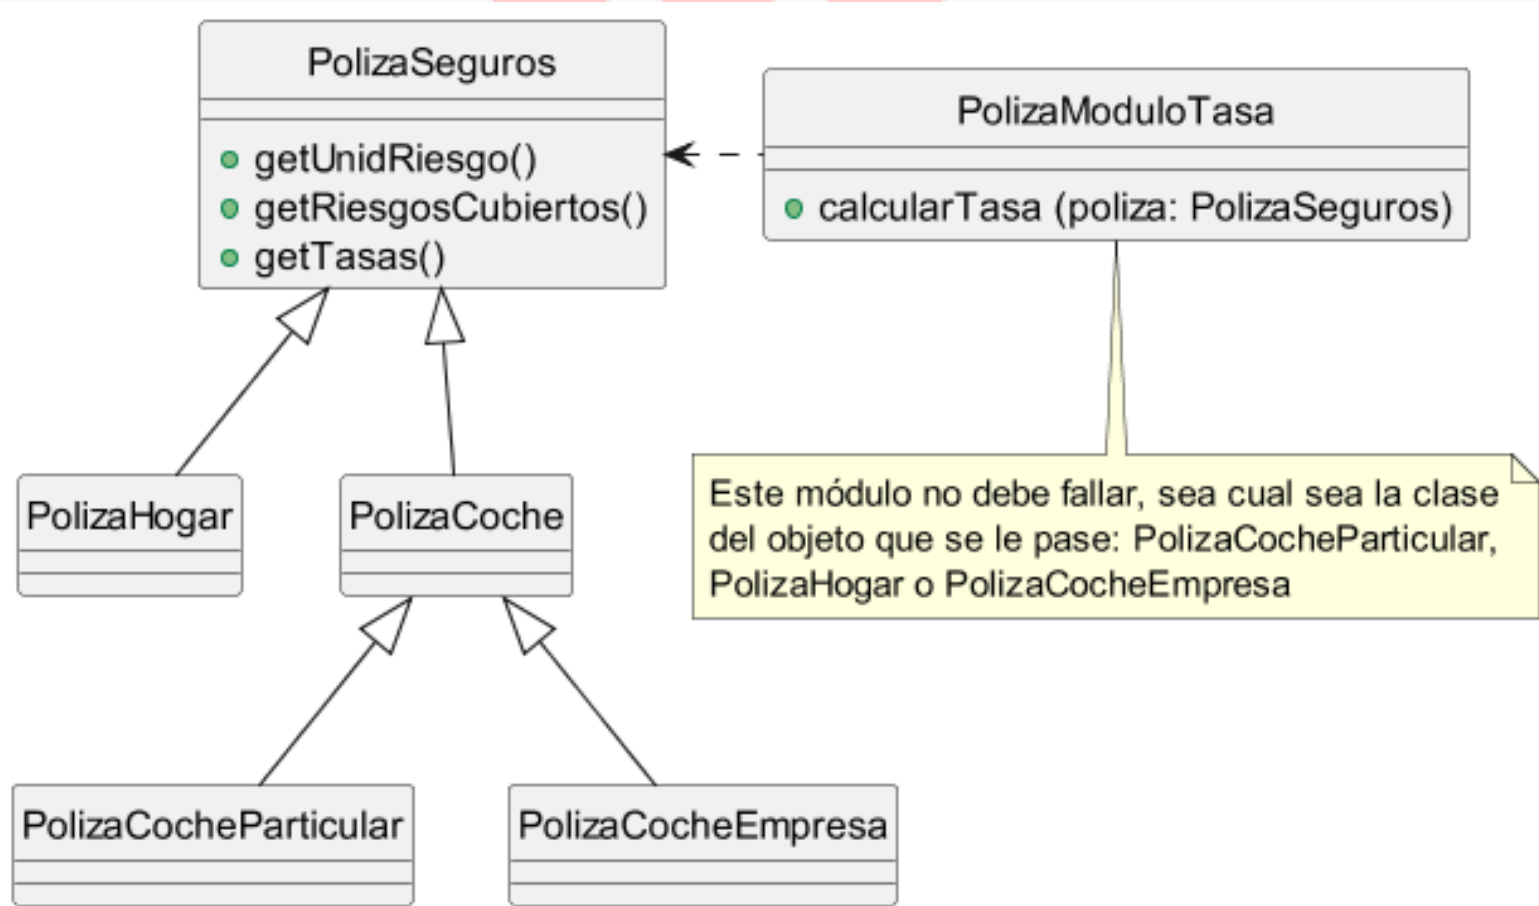 PolizaSeguros
getUnidRiesgo()
getRiesgosCubiertos()
getTasas()
PolizaModuloTasa
calcularTasa (poliza: PolizaSeguros)
PolizaHogar
PolizaCoche
Este módulo no debe fallar, sea cual sea la clase
del objeto que se le pase: PolizaCocheParticular,
PolizaHogar o PolizaCocheEmpresa
PolizaCocheParticular
PolizaCocheEmpresa